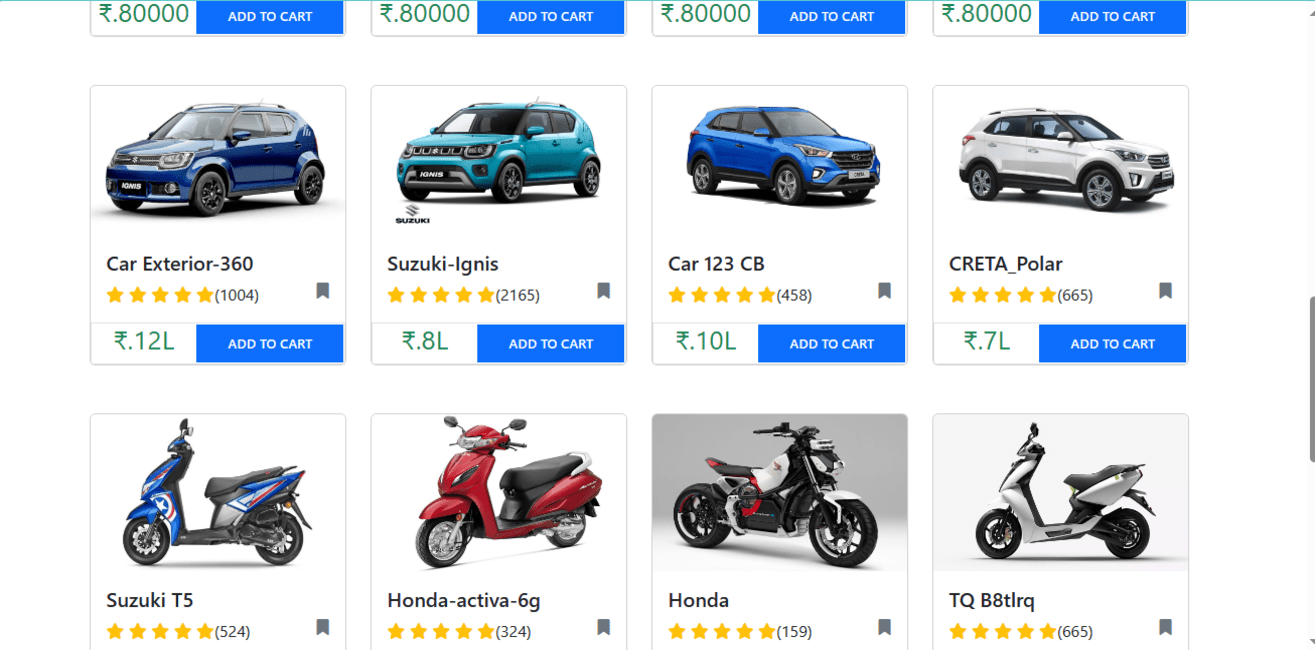 ₹.80000 ADD TO CART ₹.80000 ADD TO CART ₹.80000 ADD TO CART ₹.80000 ADD TO CART
IGNIS
IGNIS
SUZUKI
CRETA
Car Exterior-360 Suzuki-Ignis Car 123 CB CRETA_Polar
(1004) (2165) (458) (665)
₹.12L ADD TO CART ₹.8L ADD TO CART ₹.10L ADD TO CART ₹.7L ADD TO CART
Suzuki T5 Honda-activa-6g Honda TQ B8tlrq
(524) (324) (159) (665)